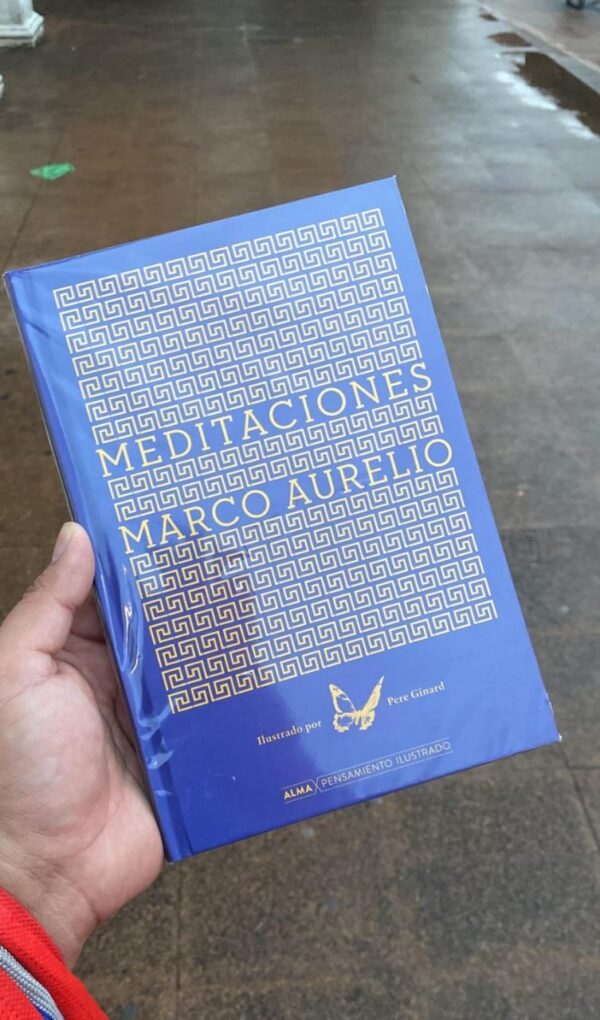 MEDITACIONES
MARCO AURELIO
Ilustrado por Pere Ginard
ALMA PENSAMIENTO ILUSTRADO